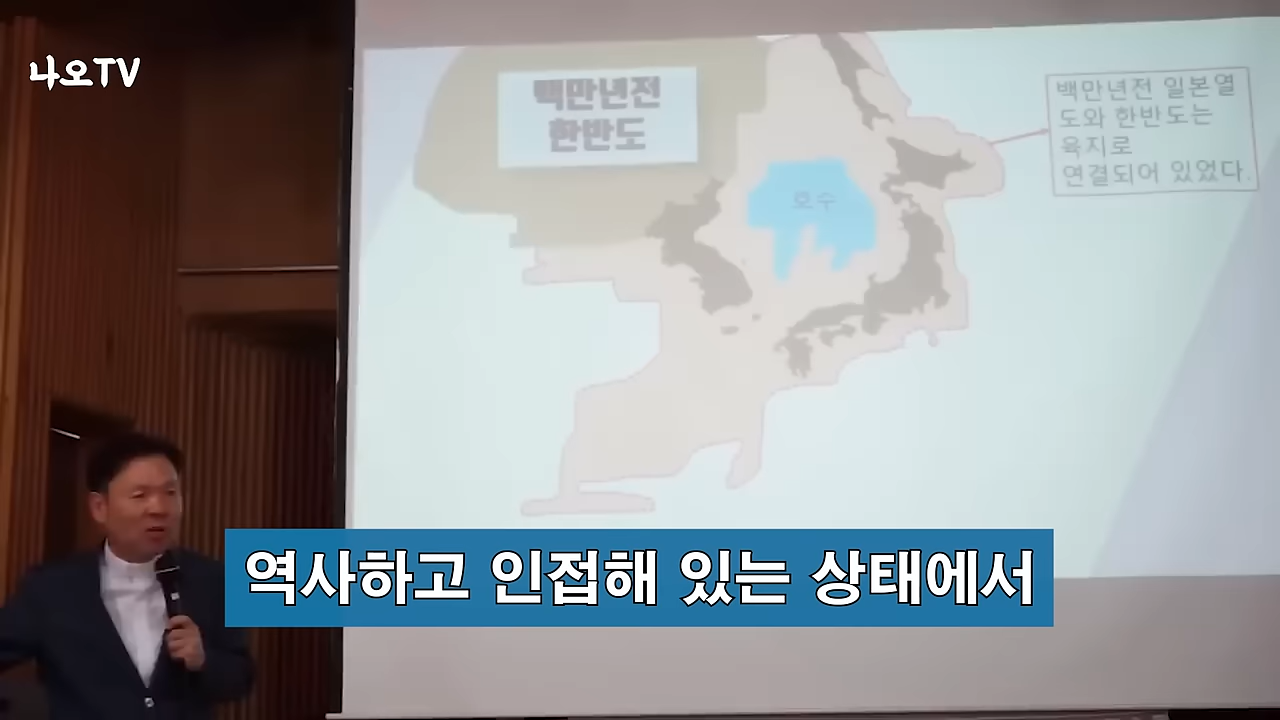 나오TV
백만년전
한반도
백만년전 일본열
도와 한반도는
육지로
연결되어 있었다.
호수
역사하고 인접해 있는 상태에서